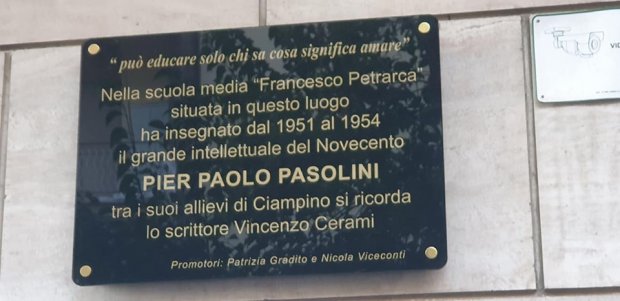 “può educare solo chi sa cosa significa amare”
Nella scuola media “Francesco Petrarca”
situata in questo luogo
ha insegnato dal 1951 al 1954
il grande intellettuale del Novecento
PIER PAOLO PASOLINI
tra i suoi allievi di Ciampino si ricorda
lo scrittore Vincenzo Cerami
Promotori: Patrizia Gradito e Nicola Viceconti